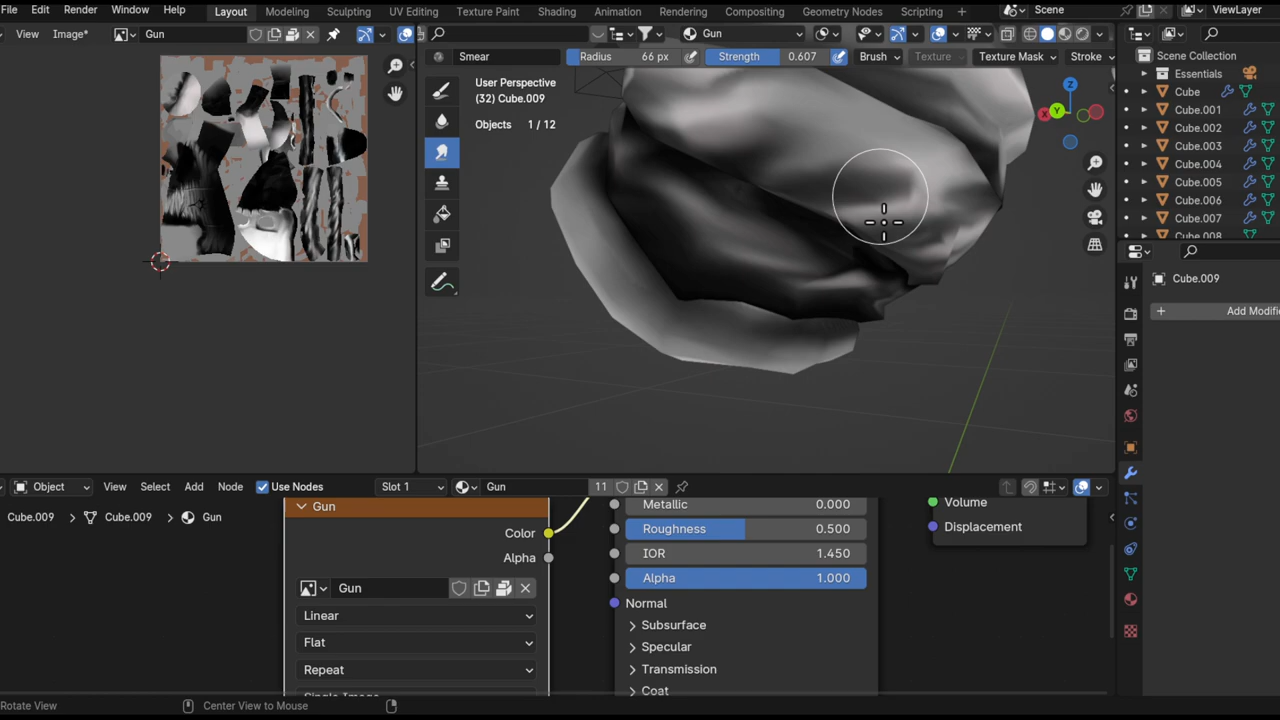 File Edit Render Window Help Layout Modeling Sculpting UV Editing Texture Paint Shading Animation Rendering Compositing Geometry Nodes Scripting + Scene ViewLayer
View Image* Gun Gun
Smear Radius 66 px Strength 0.607 Brush Texture Texture Mask Stroke
User Perspective
(32) Cube.009
Objects 1 / 12
Z
X
Y
Scene Collection
Essentials
Cube
Cube.001
Cube.002
Cube.003
Cube.004
Cube.005
Cube.006
Cube.007
Cube.008
Cube.009
+ Add Modifi
Object View Select Add Node Use Nodes Slot 1 Gun 11
Cube.009 > Cube.009 > Gun
Gun
Color
Alpha
Gun
Linear
Flat
Repeat
Single Image
Metallic 0.000
Roughness 0.500
IOR 1.450
Alpha 1.000
Normal
Subsurface
Specular
Transmission
Coat
Volume
Displacement
Rotate View Center View to Mouse